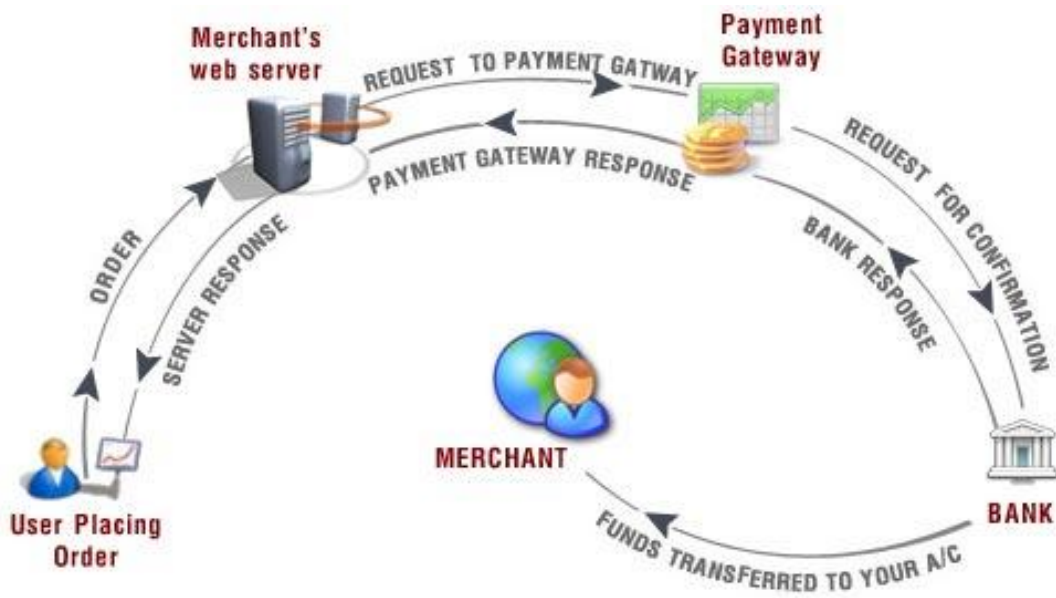 Merchant's
web server
Payment
Gateway
REQUEST TO PAYMENT GATWAY
PAYMENT GATEWAY RESPONSE
REQUEST FOR CONFIRMATION
BANK RESPONSE
ORDER
SERVER RESPONSE
MERCHANT
User Placing
Order
BANK
FUNDS TRANSFERRED TO YOUR A/C